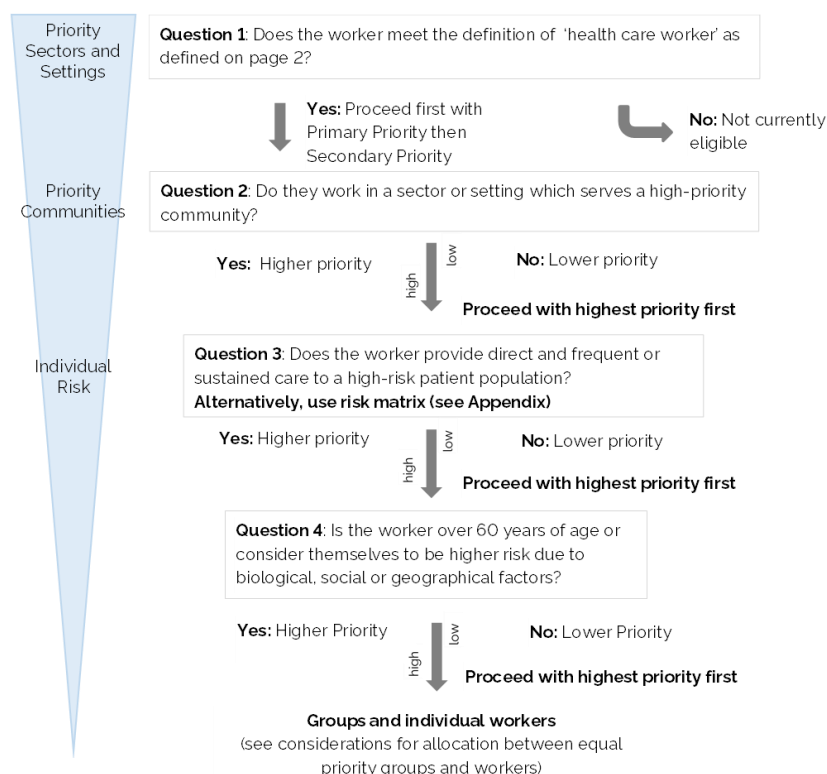 Priority
Sectors and
Settings
Question 1: Does the worker meet the definition of 'health care worker' as
defined on page 2?
Yes: Proceed first with
Primary Priority then
Secondary Priority
No: Not currently
eligible
Priority
Communities
Question 2: Do they work in a sector or setting which serves a high-priority
community?
Yes: Higher priority
high
low
No: Lower priority
Proceed with highest priority first
Individual
Risk
Question 3: Does the worker provide direct and frequent or
sustained care to a high-risk patient population?
Alternatively, use risk matrix (see Appendix)
Yes: Higher priority
high
low
No: Lower priority
Proceed with highest priority first
Question 4: Is the worker over 60 years of age or
consider themselves to be higher risk due to
biological, social or geographical factors?
Yes: Higher Priority
high
low
No: Lower Priority
Proceed with highest priority first
Groups and individual workers
(see considerations for allocation between equal
priority groups and workers)